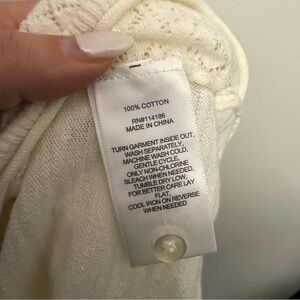 100% COTTON
RN#114186
MADE IN CHINA
TURN GARMENT INSIDE OUT,
WASH SEPARATELY,
MACHINE WASH COLD,
GENTLE CYCLE.
ONLY NON-CHLORINE
BLEACH WHEN NEEDED,
TUMBLE DRY LOW,
FOR BETTER CARE LAY
FLAT,
COOL IRON ON REVERSE
WHEN NEEDED